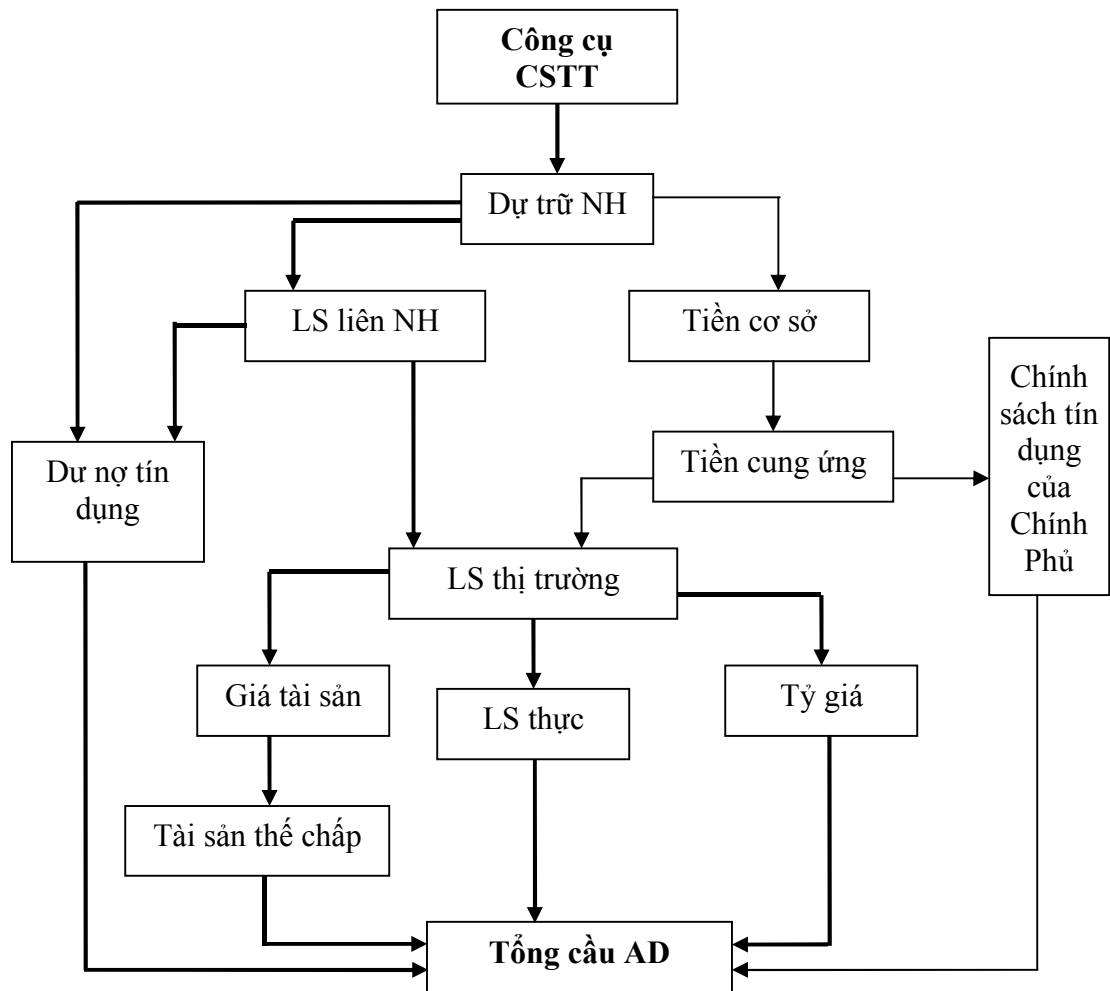 Công cụ
CSTT
Dự trữ NH
LS liên NH
Tiền cơ sở
Chính
sách tín
dụng
của
Chính
Phủ
Dư nợ tín
dụng
Tiền cung ứng
LS thị trường
Giá tài sản
LS thực
Tỷ giá
Tài sản thế chấp
Tổng cầu AD